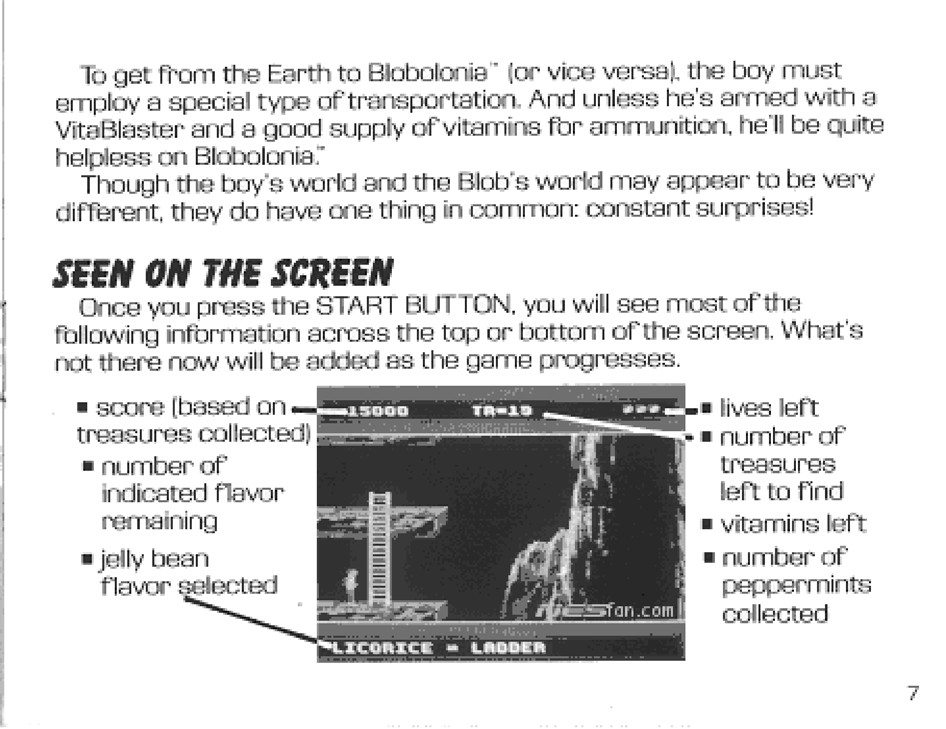 To get from the Earth to Blobolonia™ (or vice versa), the boy must
employ a special type of transportation. And unless he's armed with a
VitaBlaster and a good supply of vitamins for ammunition, he'll be quite
helpless on Blobolonia.™
Though the boy's world and the Blob's world may appear to be very
different, they do have one thing in common: constant surprises!
SEEN ON THE SCREEN
Once you press the START BUTTON, you will see most of the
following information across the top or bottom of the screen. What's
not there now will be added as the game progresses.
■ score (based on
treasures collected)
■ number of
indicated flavor
remaining
■ jelly bean
flavor selected
15000 TR=19
fan.com
LICORICE = LADDER
■ lives left
■ number of
treasures
left to find
■ vitamins left
■ number of
peppermints
collected
7